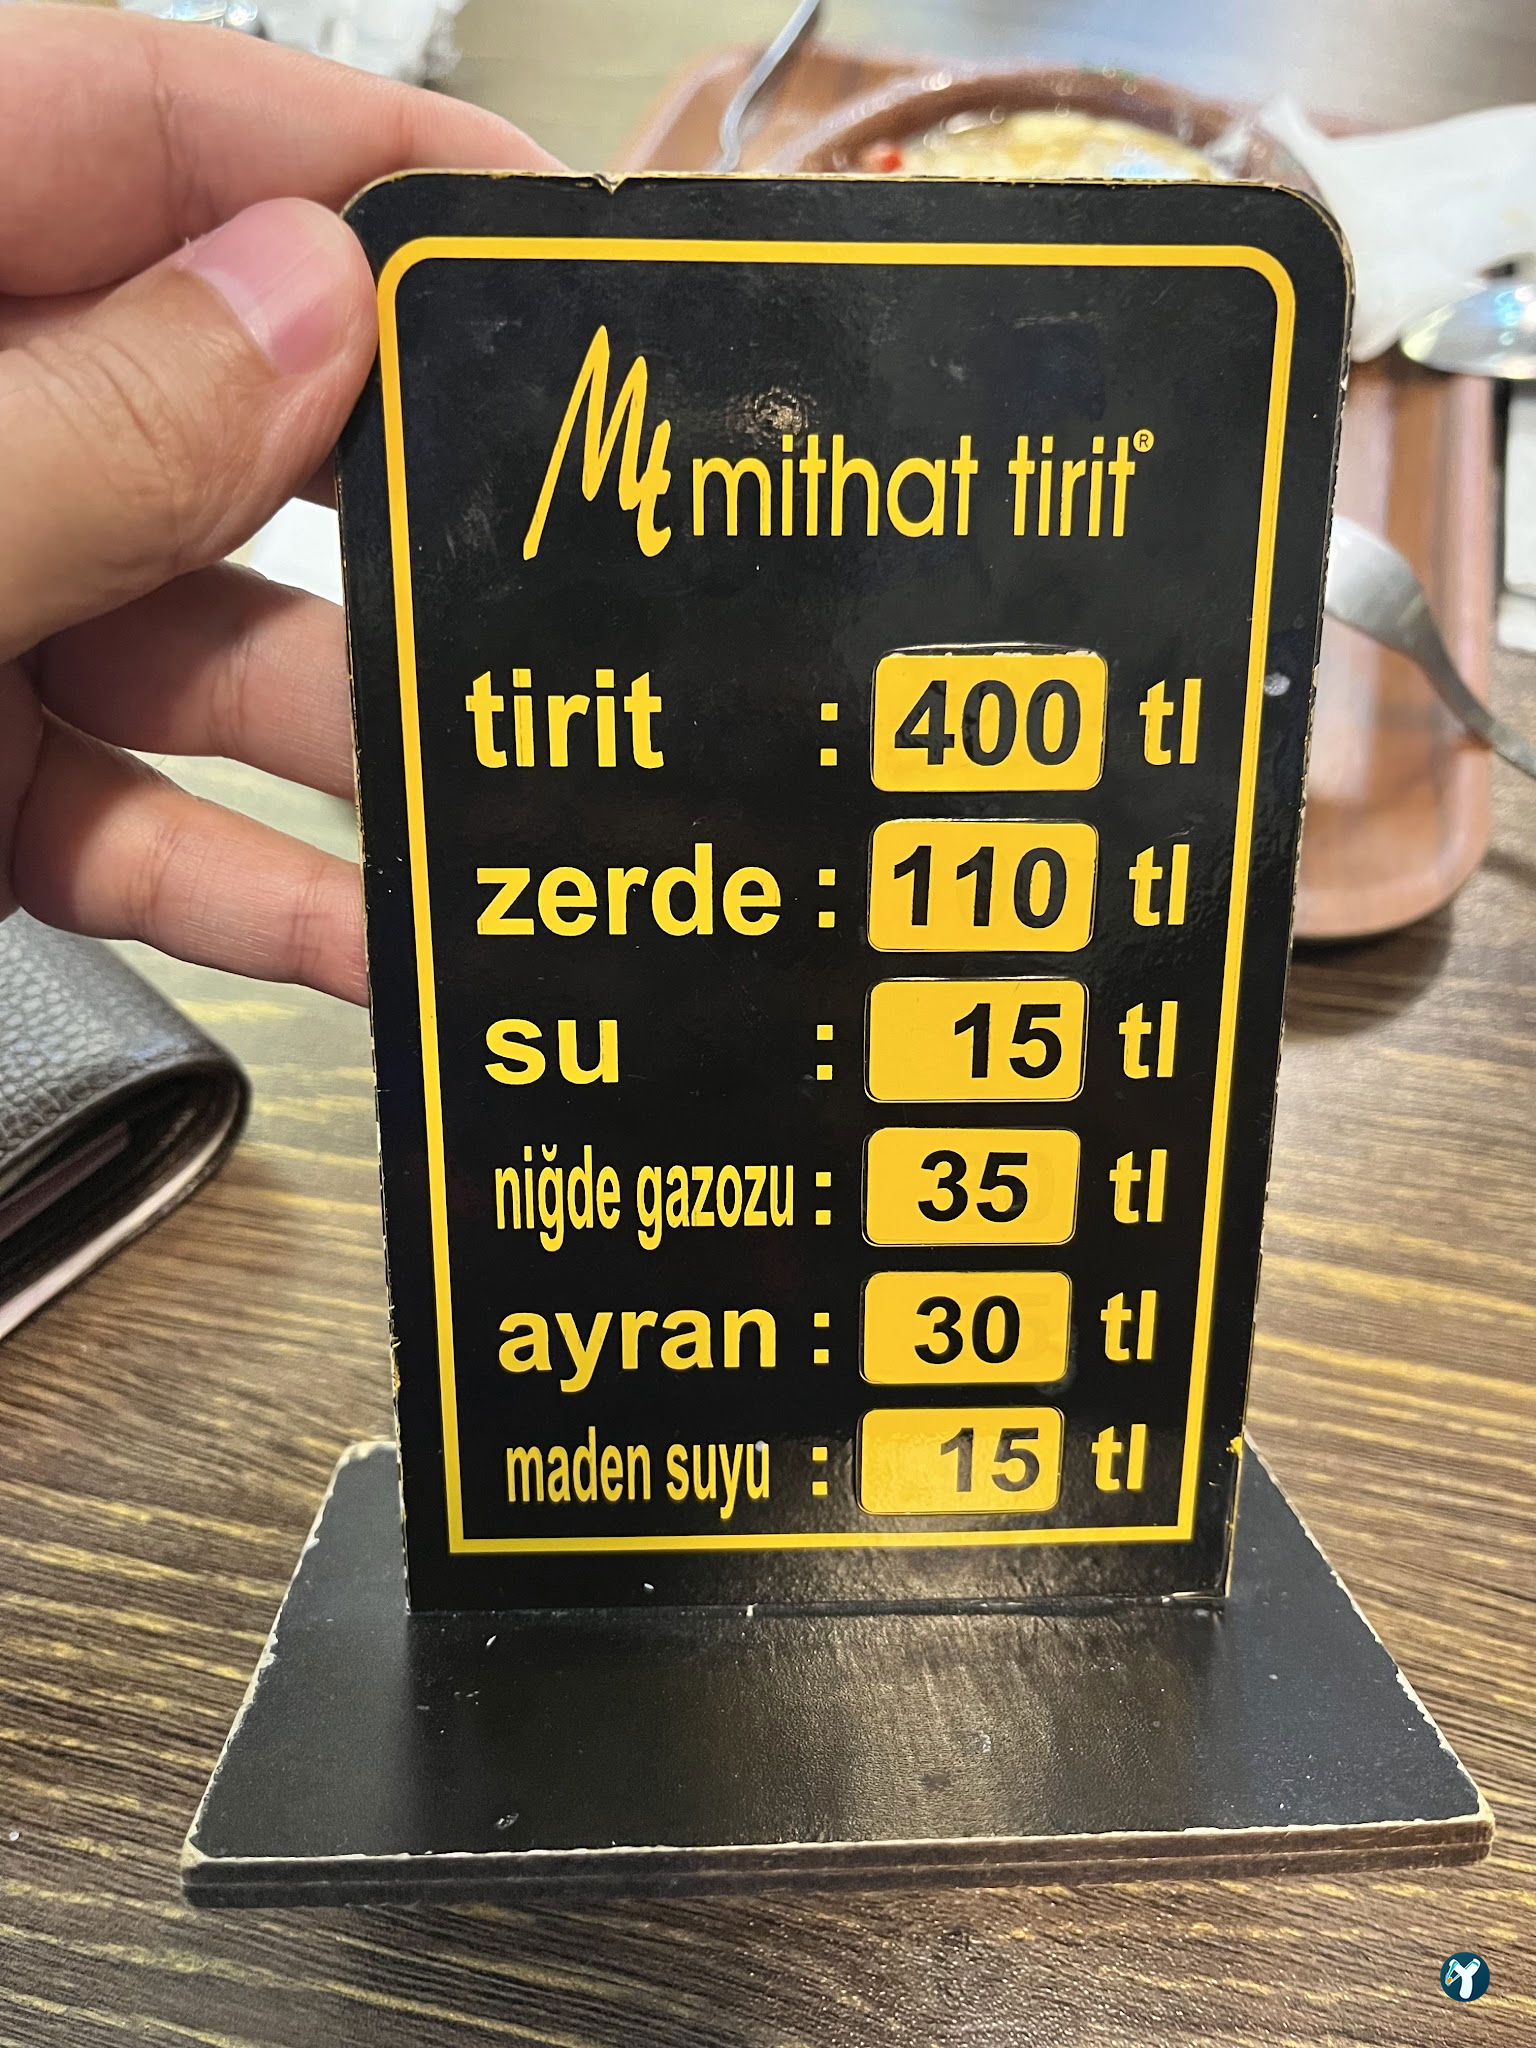 Mt mithat tirit®
tirit : 400 tl
zerde : 110 tl
su : 15 tl
niğde gazozu : 35 tl
ayran : 30 tl
maden suyu : 15 tl